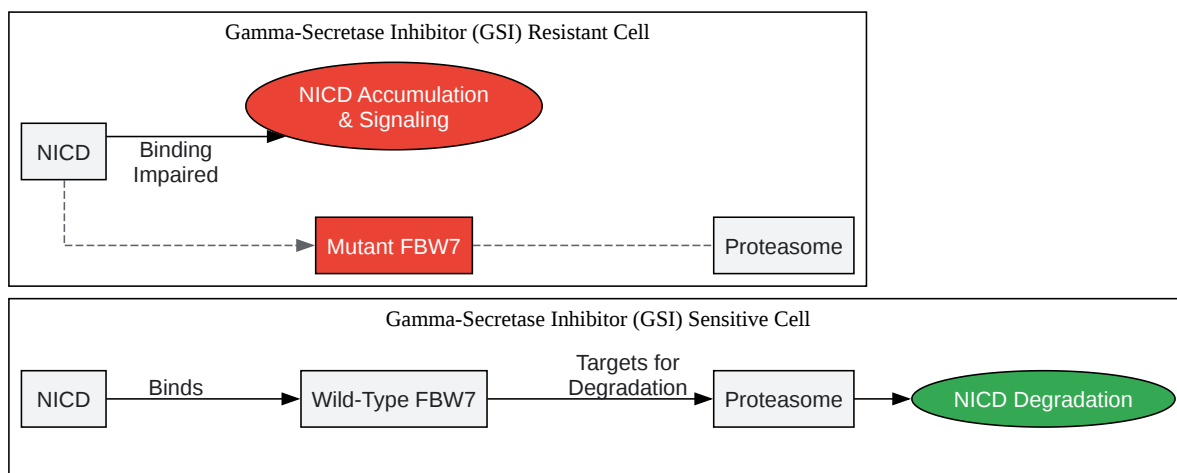 Gamma-Secretase Inhibitor (GSI) Resistant Cell
NICD Accumulation
& Signaling
NICD
Binding
Impaired
Mutant FBW7
Proteasome
Gamma-Secretase Inhibitor (GSI) Sensitive Cell
NICD
Binds
Wild-Type FBW7
Targets for
Degradation
Proteasome
NICD Degradation